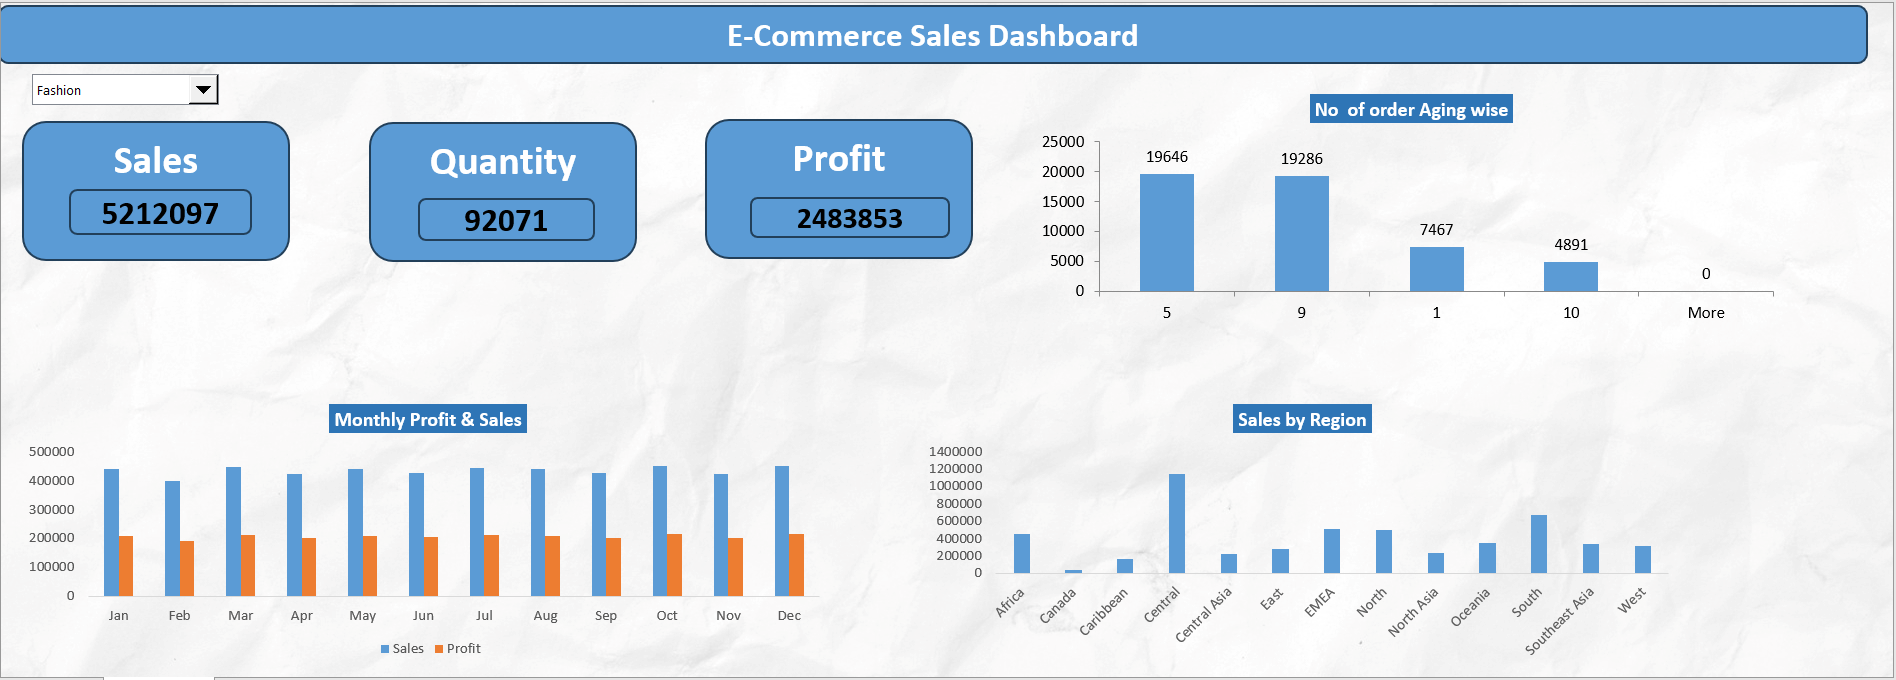 E-Commerce Sales Dashboard
Fashion
Sales
5212097
Quantity
92071
Profit
2483853
No  of order Aging wise
25000
20000
15000
10000
5000
0
19646
19286
7467
4891
0
5 9 1 10 More
Monthly Profit & Sales
500000
400000
300000
200000
100000
0
Jan Feb Mar Apr May Jun Jul Aug Sep Oct Nov Dec
Sales Profit
Sales by Region
1400000
1200000
1000000
800000
600000
400000
200000
0
Africa
Canada
Caribbean
Central
Central Asia
East
EMEA
North
North Asia
Oceania
South
Southeast Asia
West